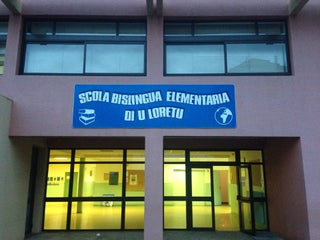 SCOLA BISLINGUA ELEMENTARIA
DI U LORETU